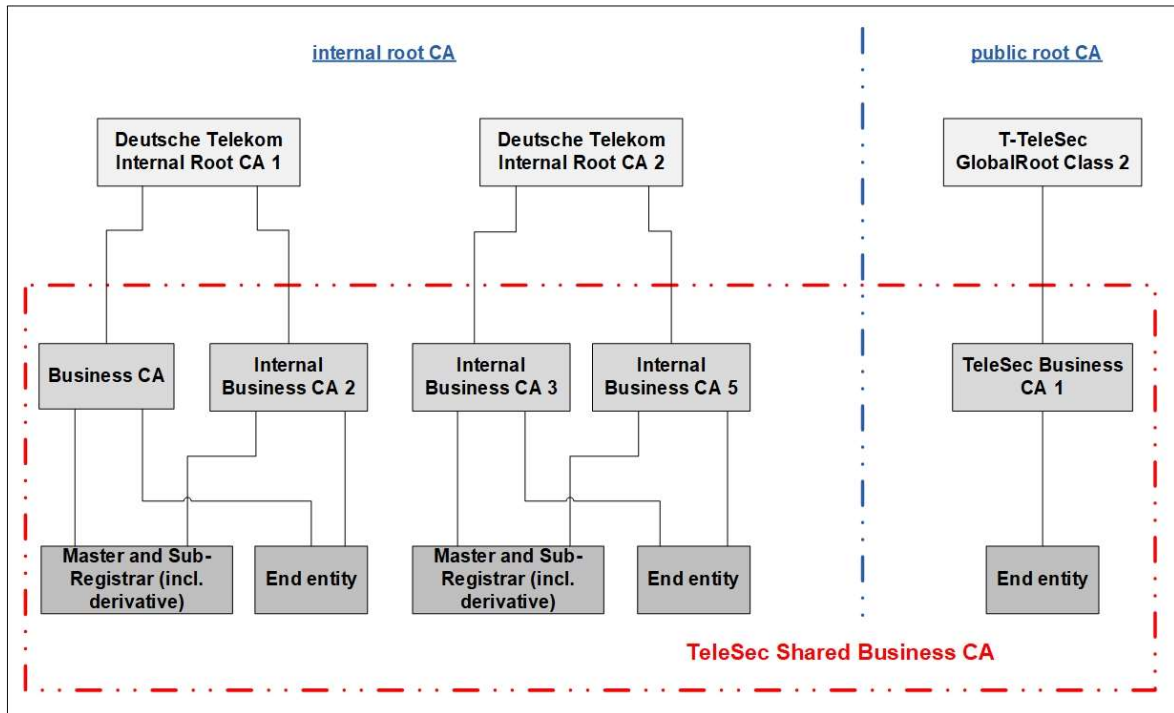 internal root CA
public root CA
Deutsche Telekom
Internal Root CA 1
Deutsche Telekom
Internal Root CA 2
T-TeleSec
GlobalRoot Class 2
Business CA
Internal
Business CA 2
Internal
Business CA 3
Internal
Business CA 5
TeleSec Business
CA 1
Master and Sub-
Registrar (incl.
derivative)
End entity
Master and Sub-
Registrar (incl.
derivative)
End entity
End entity
TeleSec Shared Business CA